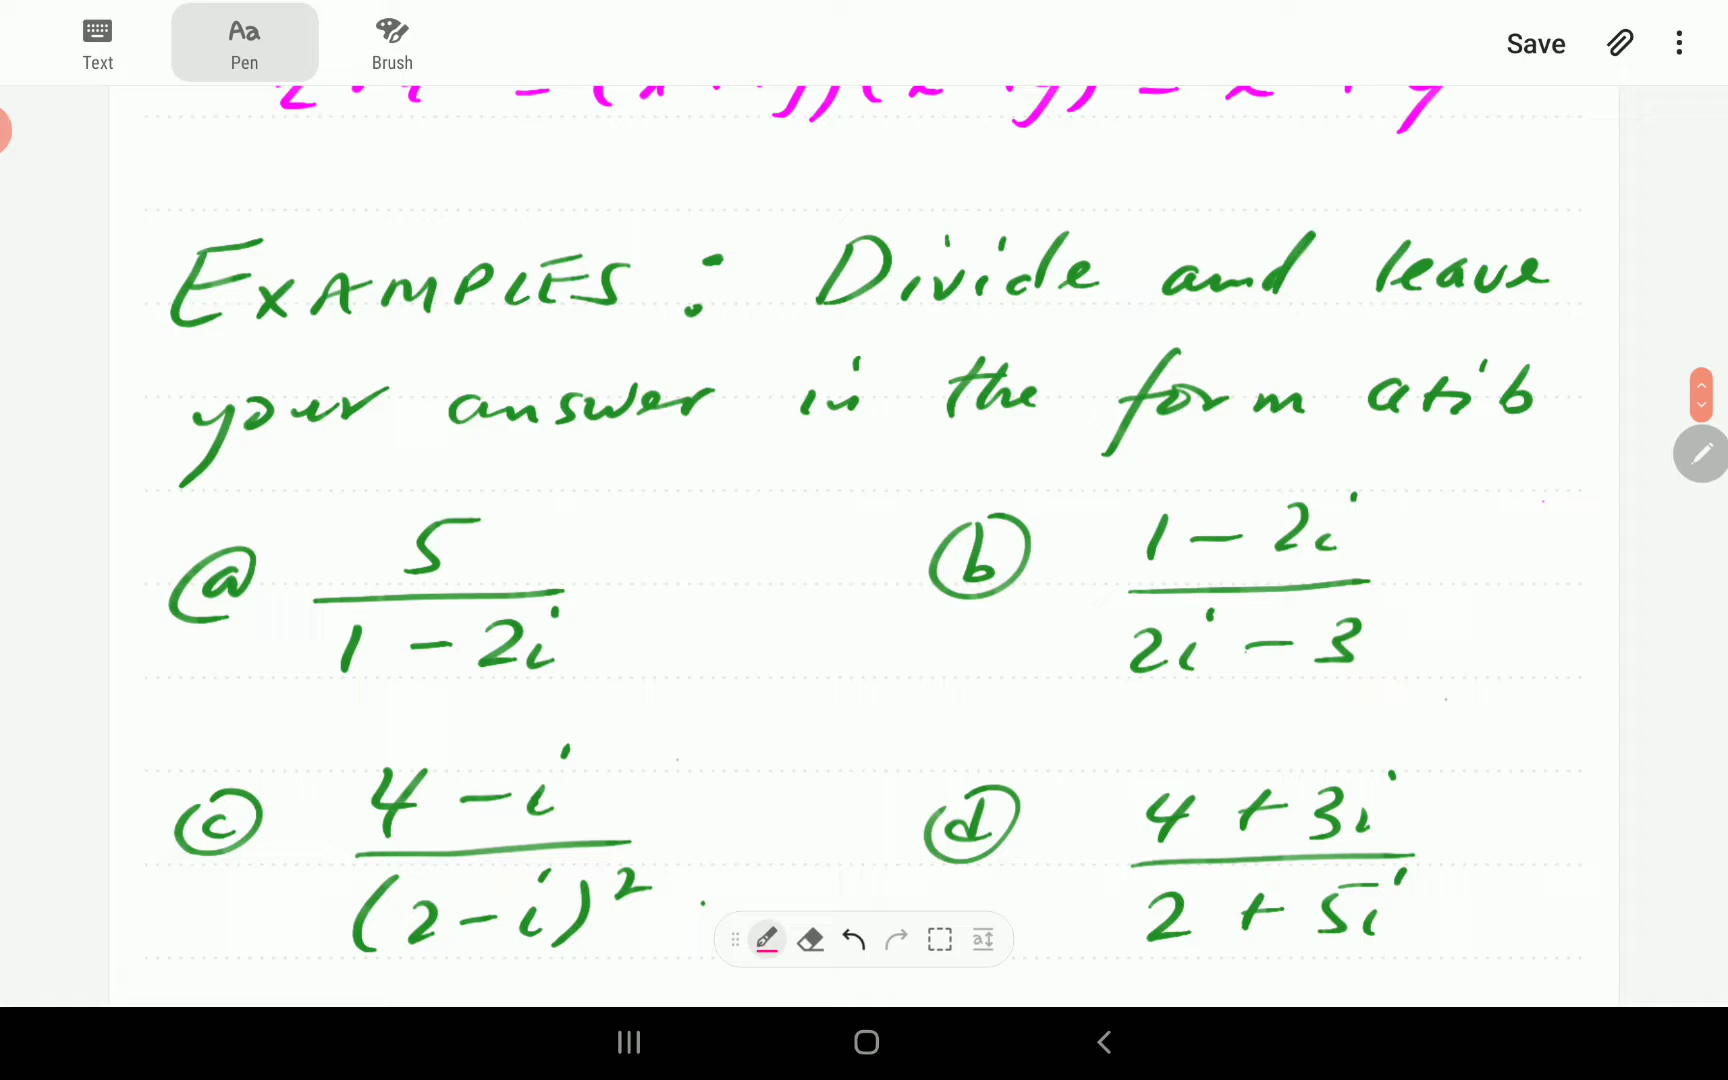 Text
Aa
Pen
Brush
Save
EXAMPLES : Divide and leave
your answer in the form a+ib
(a) 5 / (1 - 2i)
(b) (1 - 2i) / (2i - 3)
(c) (4 - i) / (2 - i)²
(d) (4 + 3i) / (2 + 5i)